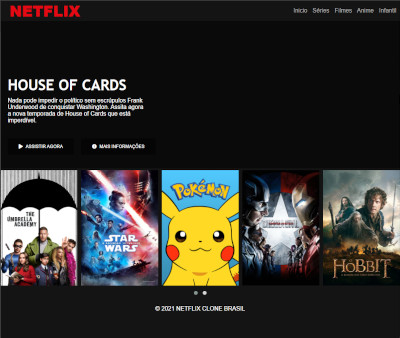 NETFLIX
Inicio Séries Filmes Anime Infantil
HOUSE OF CARDS
Nada pode impedir o político sem escrúpulos Frank
Underwood de conquistar Washington. Assita agora
a nova temporada de House of Cards que está
imperdível.
ASSISTIR AGORA
MAIS INFORMAÇÕES
THE
UMBRELLA
ACADEMY
STAR
WARS
POKÉMON
THE HOBBIT
© 2021 NETFLIX CLONE BRASIL